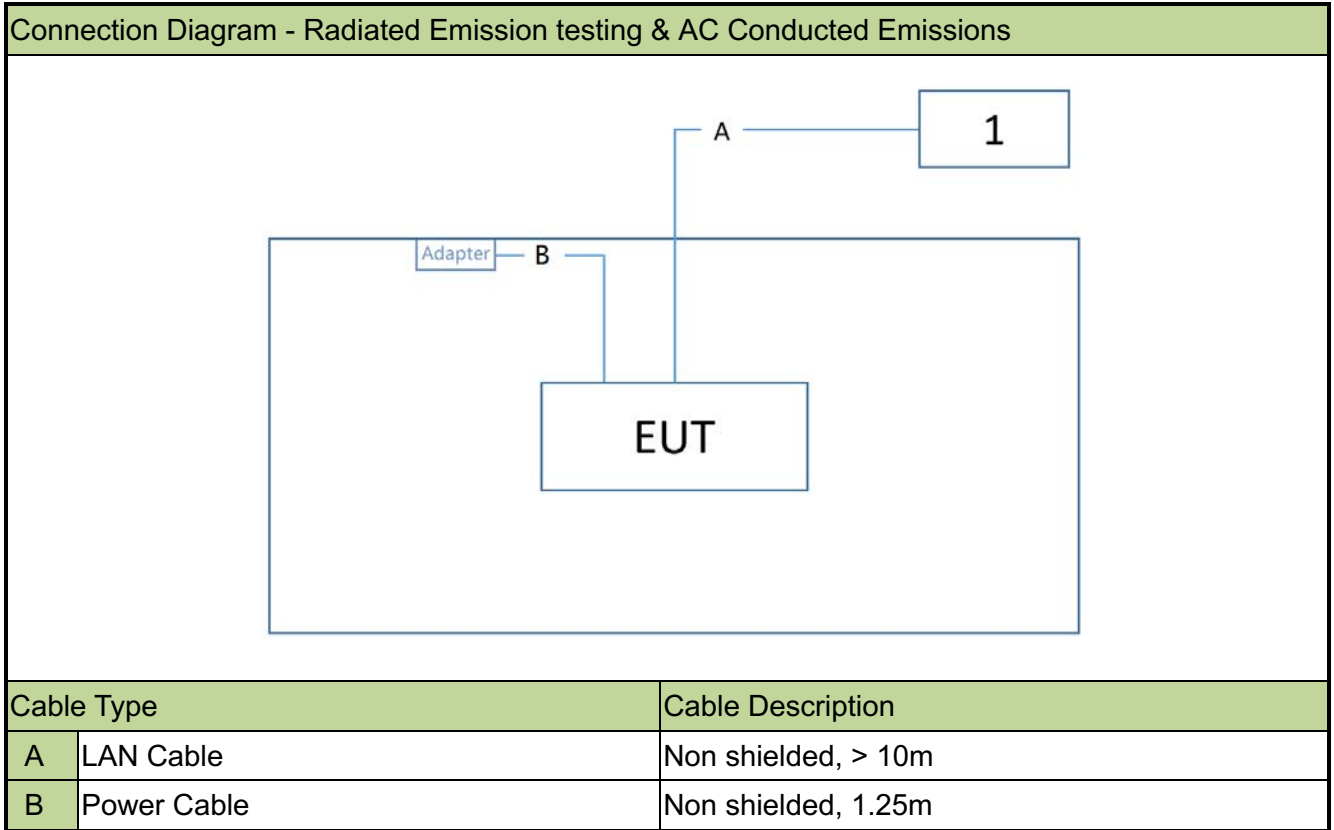 Connection Diagram - Radiated Emission testing & AC Conducted Emissions
A
1
Adapter
B
EUT
Cable Type Cable Description
A LAN Cable Non shielded, > 10m
B Power Cable Non shielded, 1.25m